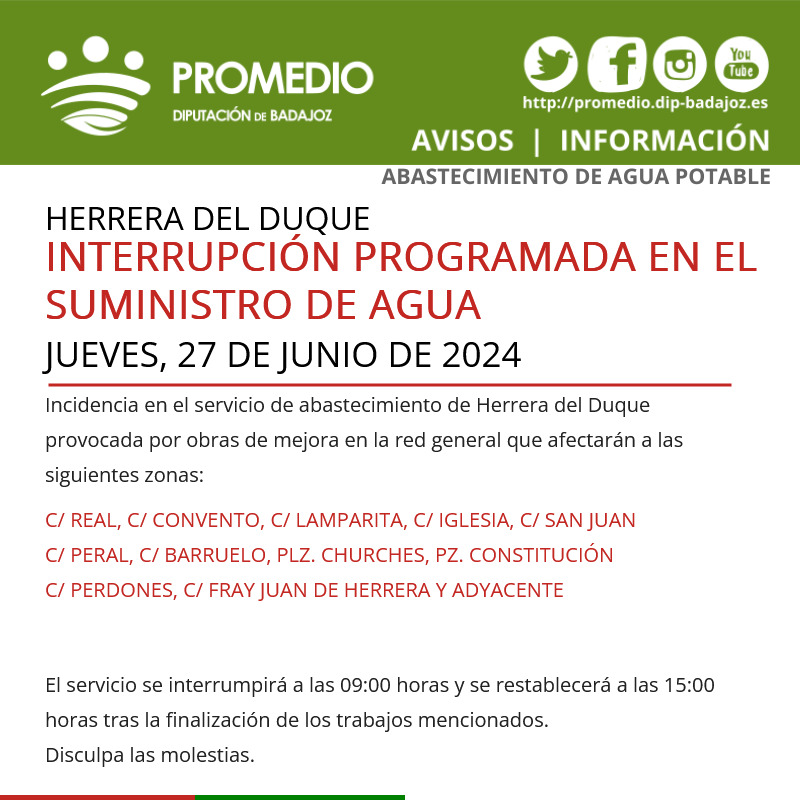 PROMEDIO
DIPUTACIÓN DE BADAJOZ
You
Tube
http://promedio.dip-badajoz.es
AVISOS | INFORMACIÓN
ABASTECIMIENTO DE AGUA POTABLE
HERRERA DEL DUQUE
INTERRUPCIÓN PROGRAMADA EN EL
SUMINISTRO DE AGUA
JUEVES, 27 DE JUNIO DE 2024
Incidencia en el servicio de abastecimiento de Herrera del Duque
provocada por obras de mejora en la red general que afectarán a las
siguientes zonas:
C/ REAL, C/ CONVENTO, C/ LAMPARITA, C/ IGLESIA, C/ SAN JUAN
C/ PERAL, C/ BARRUELO, PLZ. CHURCHES, PZ. CONSTITUCIÓN
C/ PERDONES, C/ FRAY JUAN DE HERRERA Y ADYACENTE
El servicio se interrumpirá a las 09:00 horas y se restablecerá a las 15:00
horas tras la finalización de los trabajos mencionados.
Disculpa las molestias.